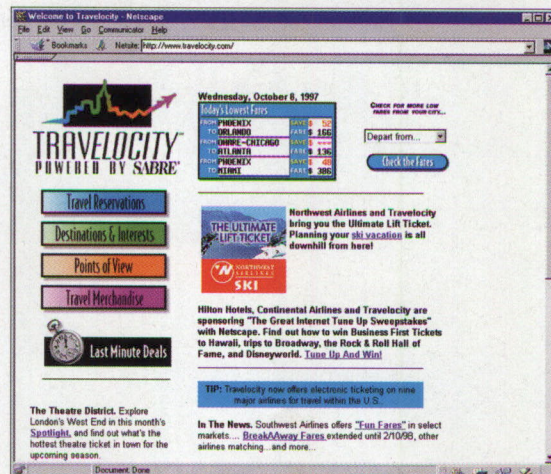 Welcome to Travelocity - Netscape
File Edit View Go Communicator Help
Bookmarks Netsite: http://www.travelocity.com/
TRAVELOCITY
POWERED BY SABRE
Travel Reservations
Destinations & Interests
Points of View
Travel Merchandise
Last Minute Deals
The Theatre District. Explore
London's West End in this month's
Spotlight, and find out what's the
hottest theatre ticket in town for the
upcoming season.
Wednesday, October 8, 1997
Today's Lowest Fares
FROM PHOENIX SAVE $ 52
TO ORLANDO FARE $ 166
FROM OHARE-CHICAGO SAVE $ ---
TO ATLANTA FARE $ 136
FROM PHOENIX SAVE $ 48
TO MIAMI FARE $ 386
CHECK FOR MORE LOW
FARES FROM YOUR CITY...
Depart from...
Check the Fares
THE ULTIMATE
LIFT TICKET
NORTHWEST
AIRLINES
SKI
Northwest Airlines and Travelocity
bring you the Ultimate Lift Ticket.
Planning your ski vacation is all
downhill from here!
Hilton Hotels, Continental Airlines and Travelocity are
sponsoring "The Great Internet Tune Up Sweepstakes"
with Netscape. Find out how to win Business First Tickets
to Hawaii, trips to Broadway, the Rock & Roll Hall of
Fame, and Disneyworld. Tune Up And Win!
TIP: Travelocity now offers electronic ticketing on nine
major airlines for travel within the U.S.
In The News. Southwest Airlines offers "Fun Fares" in select
markets.... BreakAAway Fares extended until 2/10/98, other
airlines matching...and more...
Document: Done